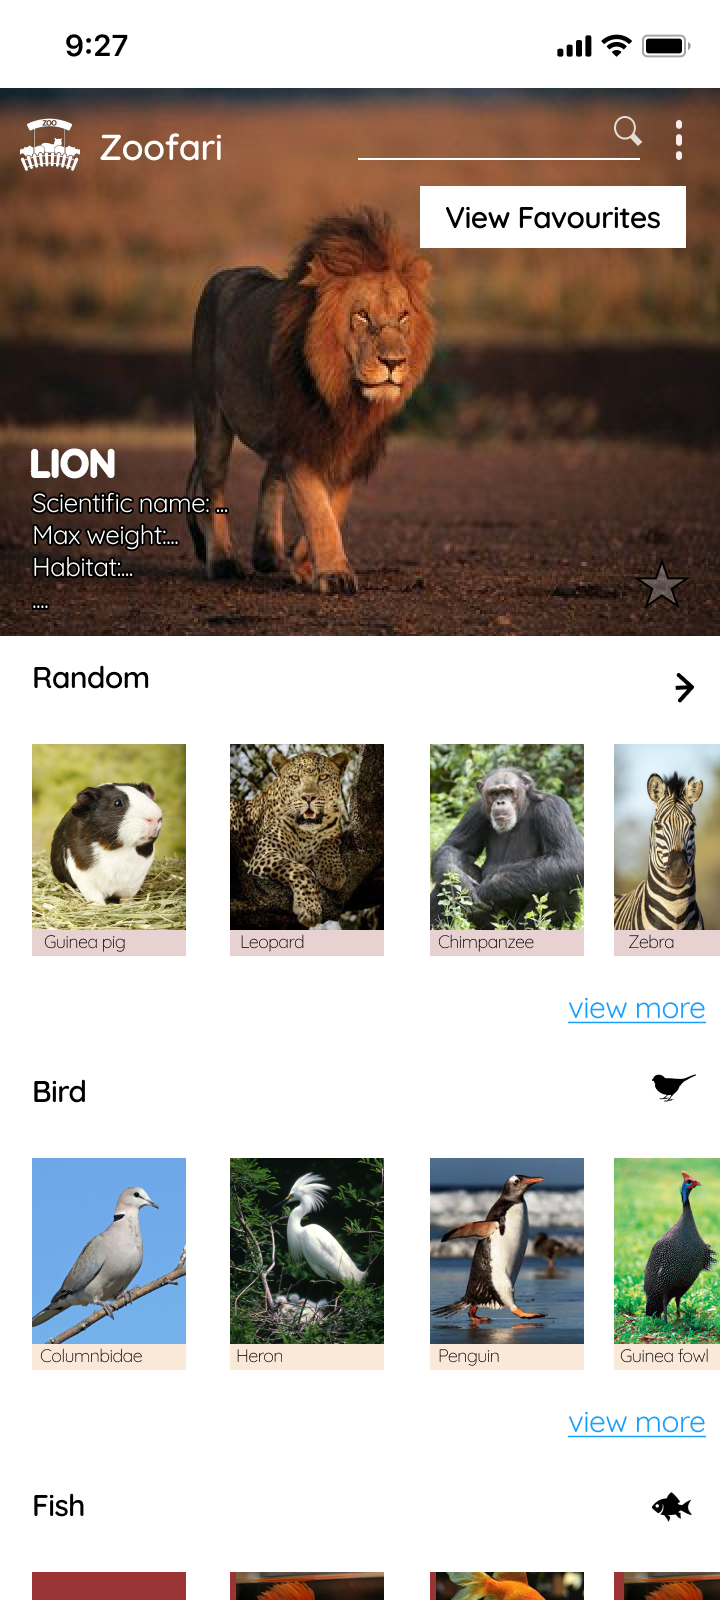 9:27
ZOO
Zoofari
View Favourites
LION
Scientific name: ...
Max weight:...
Habitat:...
....
Random
Guinea pig
Leopard
Chimpanzee
Zebra
view more
Bird
Columnbidae
Heron
Penguin
Guinea fowl
view more
Fish